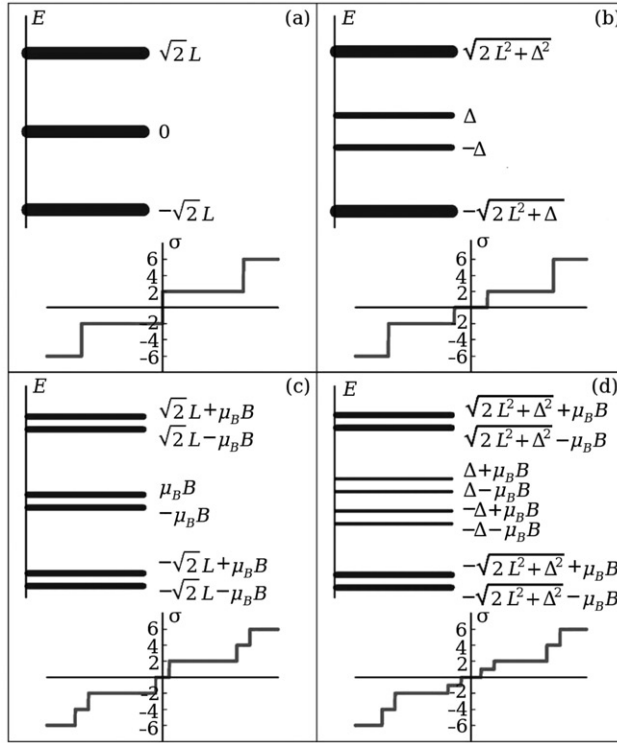 E (a)
√2 L
0
−√2 L
σ
6
4
2
−2
−4
−6
E (b)
√2 L² + Δ²
Δ
−Δ
−√2 L² + Δ
σ
6
4
2
−2
−4
−6
E (c)
√2 L + μ_B B
√2 L − μ_B B
μ_B B
−μ_B B
−√2 L + μ_B B
−√2 L − μ_B B
σ
6
4
2
−2
−4
−6
E (d)
√2 L² + Δ² + μ_B B
√2 L² + Δ² − μ_B B
Δ + μ_B B
Δ − μ_B B
−Δ + μ_B B
−Δ − μ_B B
−√2 L² + Δ² + μ_B B
−√2 L² + Δ² − μ_B B
σ
6
4
2
−2
−4
−6